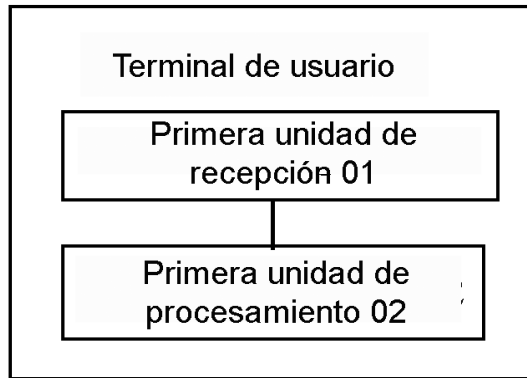 Terminal de usuario
Primera unidad de
recepción 01
Primera unidad de
procesamiento 02